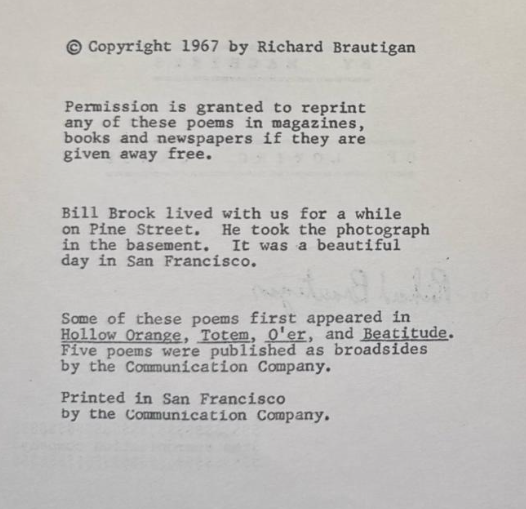 © Copyright 1967 by Richard Brautigan
Permission is granted to reprint
any of these poems in magazines,
books and newspapers if they are
given away free.
Bill Brock lived with us for a while
on Pine Street. He took the photograph
in the basement. It was a beautiful
day in San Francisco.
Some of these poems first appeared in
Hollow Orange, Totem, O'er, and Beatitude.
Five poems were published as broadsides
by the Communication Company.
Printed in San Francisco
by the Communication Company.